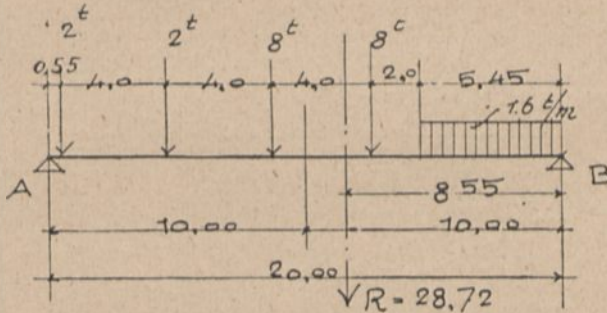 2ᵗ 2ᵗ 8ᵗ 8ᵗ
0,55 4,0 4,0 4,0 2,0 5,45
1.6 t/m
A B
8 55
10,00 10,00
20,00
R = 28,72